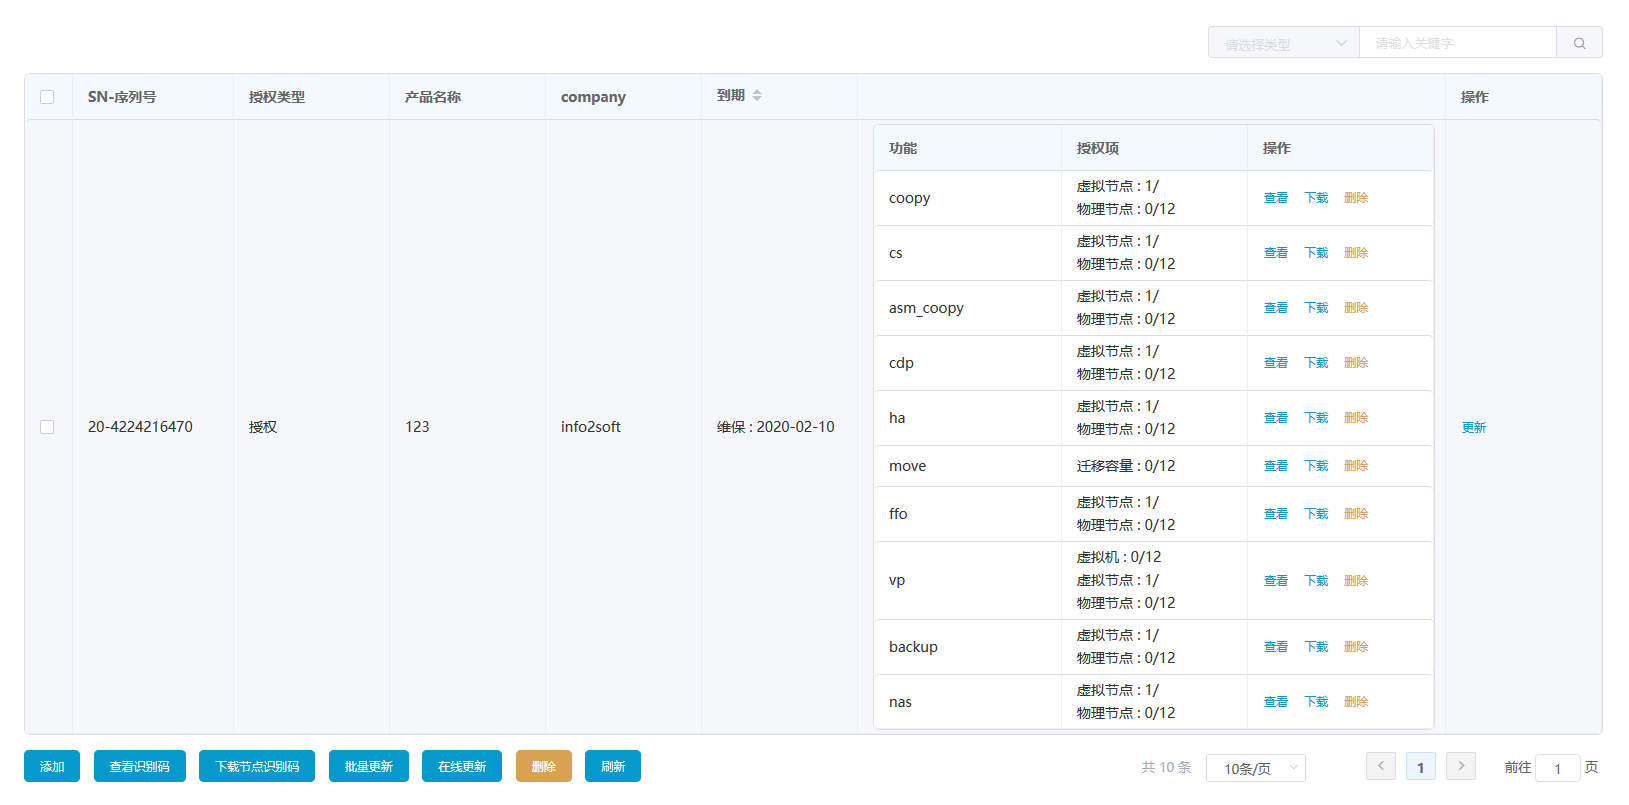 请选择类型 请输入关键字
SN-序列号 授权类型 产品名称 company 到期 操作
功能 授权项 操作
coopy 虚拟节点 : 1/ 查看 下载 删除
物理节点 : 0/12
cs 虚拟节点 : 1/ 查看 下载 删除
物理节点 : 0/12
asm_coopy 虚拟节点 : 1/ 查看 下载 删除
物理节点 : 0/12
cdp 虚拟节点 : 1/ 查看 下载 删除
物理节点 : 0/12
ha 虚拟节点 : 1/ 查看 下载 删除
物理节点 : 0/12
20-4224216470 授权 123 info2soft 维保 : 2020-02-10 更新
move 迁移容量 : 0/12 查看 下载 删除
ffo 虚拟节点 : 1/ 查看 下载 删除
物理节点 : 0/12
vp 虚拟机 : 0/12 查看 下载 删除
虚拟节点 : 1/
物理节点 : 0/12
backup 虚拟节点 : 1/ 查看 下载 删除
物理节点 : 0/12
nas 虚拟节点 : 1/ 查看 下载 删除
物理节点 : 0/12
添加 查看识别码 下载节点识别码 批量更新 在线更新 删除 刷新 共 10 条 10条/页 1 前往 1 页